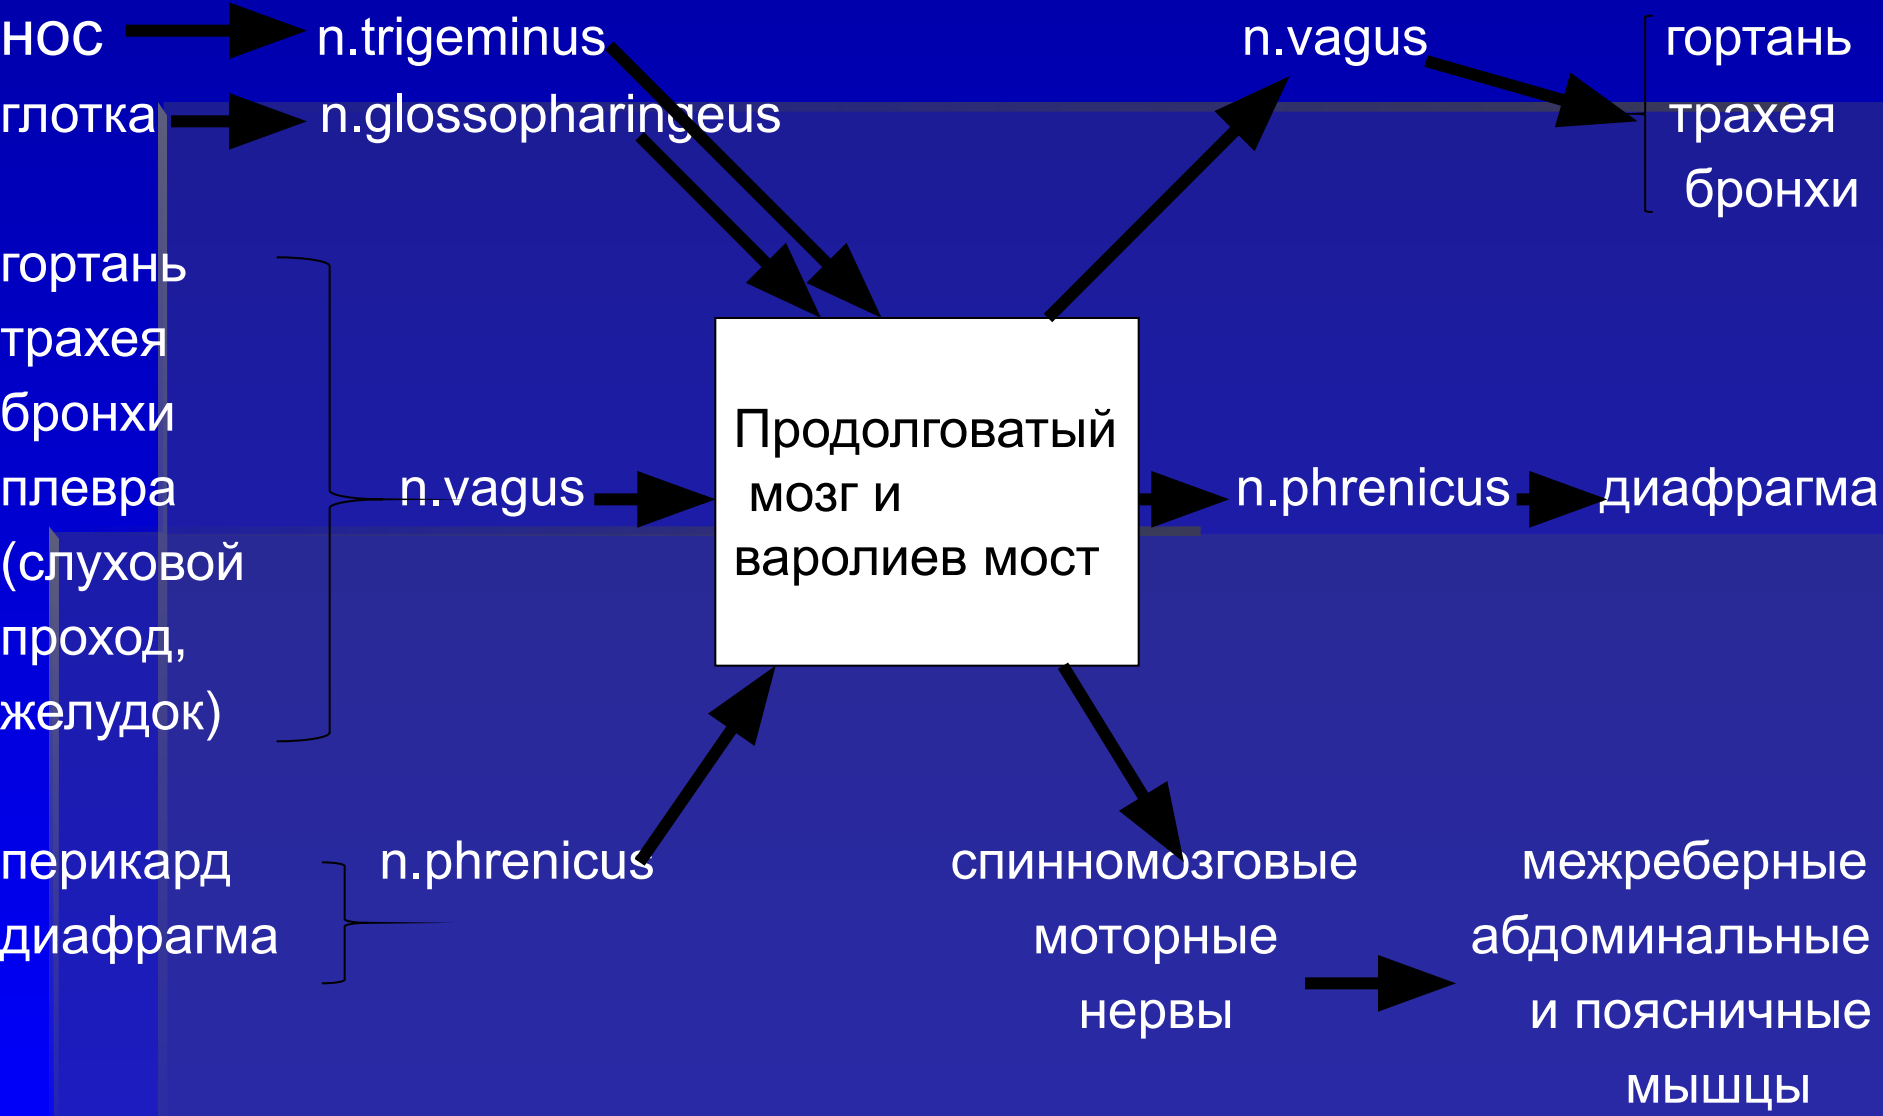 нос
n.trigeminus
n.vagus
гортань
глотка
n.glossopharingeus
трахея
бронхи
гортань
трахея
бронхи
плевра
(слуховой
проход,
желудок)
n.vagus
Продолговатый
мозг и
варолиев мост
n.phrenicus
диафрагма
перикард
диафрагма
n.phrenicus
спинномозговые
моторные
нервы
межреберные
абдоминальные
и поясничные
мышцы